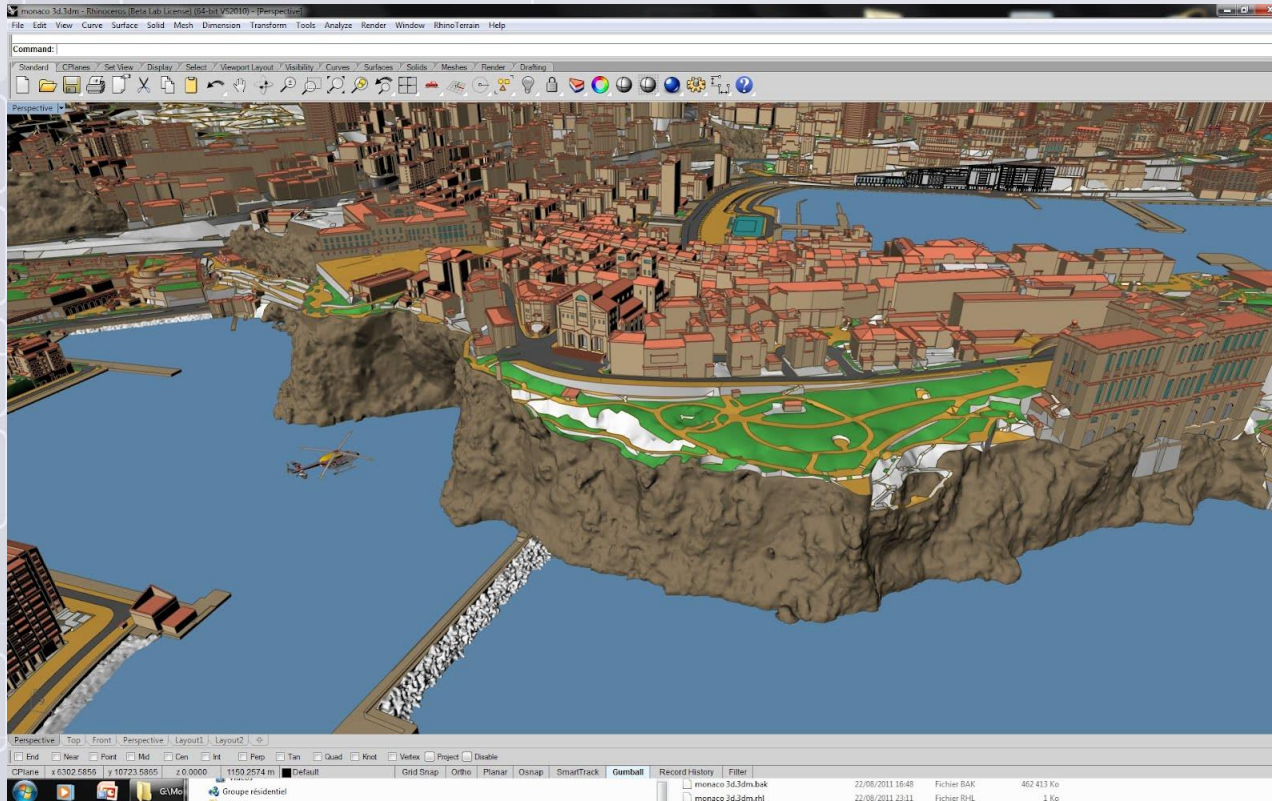 monaco 3d.3dm - Rhinoceros (Beta Lab License) (64-bit VS2010) - [Perspective]
File Edit View Curve Surface Solid Mesh Dimension Transform Tools Analyze Render Window RhinoTerrain Help
Command:
Standard CPlanes Set View Display Select Viewport Layout Visibility Curves Surfaces Solids Meshes Render Drafting
Perspective
Perspective Top Front Perspective Layout1 Layout2
End Near Point Mid Cen Int Perp Tan Quad Knot Vertex Project Disable
CPlane x 6302.5856 y 10723.5865 z 0.0000 1150.2574 m Default Grid Snap Ortho Planar Osnap SmartTrack Gumball Record History Filter
G:\Mo
Groupe résidentiel
monaco 3d.3dm.bak 22/08/2011 16:48 Fichier BAK 462 413 Ko
monaco 3d.3dm.rhl 22/08/2011 23:11 Fichier RHL 1 Ko